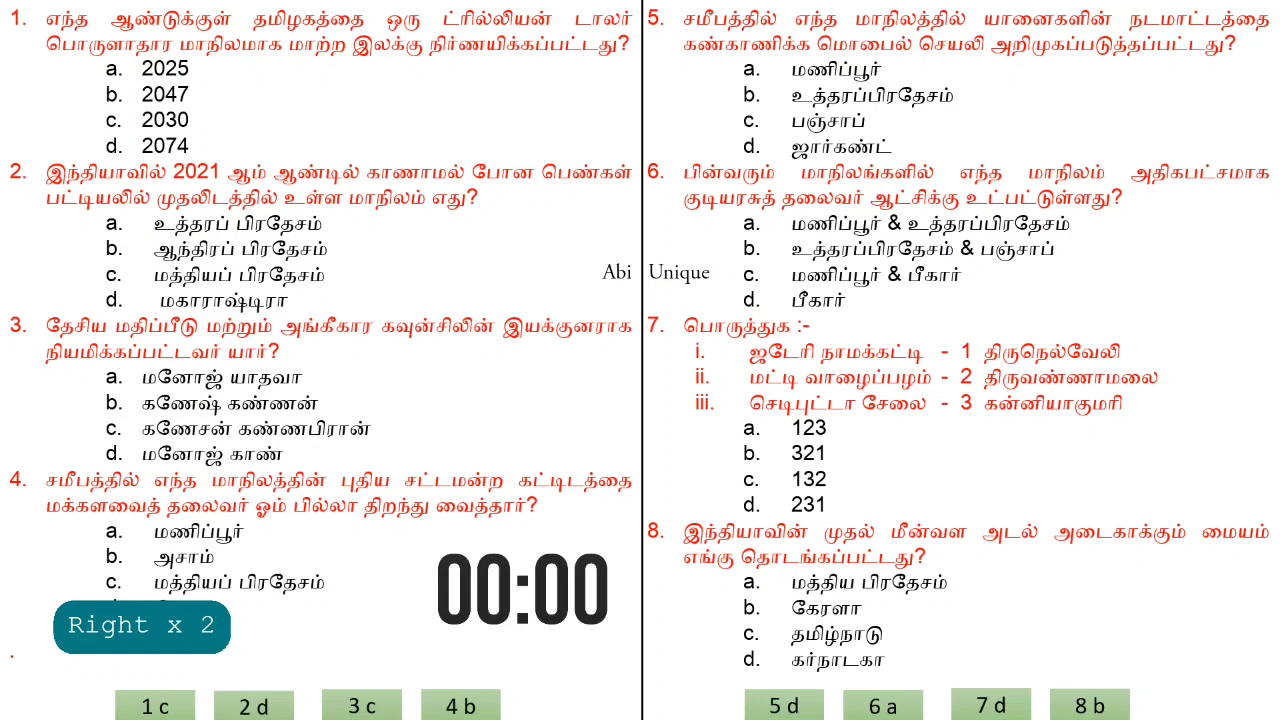 1. எந்த ஆண்டுக்குள் தமிழகத்தை ஒரு ட்ரில்லியன் டாலர்
பொருளாதார மாநிலமாக மாற்ற இலக்கு நிர்ணயிக்கப்பட்டது?
a. 2025
b. 2047
c. 2030
d. 2074
2. இந்தியாவில் 2021 ஆம் ஆண்டில் காணாமல் போன பெண்கள்
பட்டியலில் முதலிடத்தில் உள்ள மாநிலம் எது?
a. உத்தரப் பிரதேசம்
b. ஆந்திரப் பிரதேசம்
c. மத்தியப் பிரதேசம்
d. மகாராஷ்டிரா
3. தேசிய மதிப்பீடு மற்றும் அங்கீகார கவுன்சிலின் இயக்குனராக
நியமிக்கப்பட்டவர் யார்?
a. மனோஜ் யாதவா
b. கணேஷ் கண்ணன்
c. கணேசன் கண்ணபிரான்
d. மனோஜ் காண்
4. சமீபத்தில் எந்த மாநிலத்தின் புதிய சட்டமன்ற கட்டிடத்தை
மக்களவைத் தலைவர் ஓம் பில்லா திறந்து வைத்தார்?
a. மணிப்பூர்
b. அசாம்
c. மத்தியப் பிரதேசம்
00:00
Right x 2
1 c
2 d
3 c
4 b
Abi Unique
5. சமீபத்தில் எந்த மாநிலத்தில் யானைகளின் நடமாட்டத்தை
கண்காணிக்க மொபைல் செயலி அறிமுகப்படுத்தப்பட்டது?
a. மணிப்பூர்
b. உத்தரப்பிரதேசம்
c. பஞ்சாப்
d. ஜார்கண்ட்
6. பின்வரும் மாநிலங்களில் எந்த மாநிலம் அதிகபட்சமாக
குடியரசுத் தலைவர் ஆட்சிக்கு உட்பட்டுள்ளது?
a. மணிப்பூர் & உத்தரப்பிரதேசம்
b. உத்தரப்பிரதேசம் & பஞ்சாப்
c. மணிப்பூர் & பீகார்
d. பீகார்
7. பொருத்துக :-
i. ஜடேரி நாமக்கட்டி - 1 திருநெல்வேலி
ii. மட்டி வாழைப்பழம் - 2 திருவண்ணாமலை
iii. செடிபுட்டா சேலை - 3 கன்னியாகுமரி
a. 123
b. 321
c. 132
d. 231
8. இந்தியாவின் முதல் மீன்வள அடல் அடைகாக்கும் மையம்
எங்கு தொடங்கப்பட்டது?
a. மத்திய பிரதேசம்
b. கேரளா
c. தமிழ்நாடு
d. கர்நாடகா
5 d
6 a
7 d
8 b